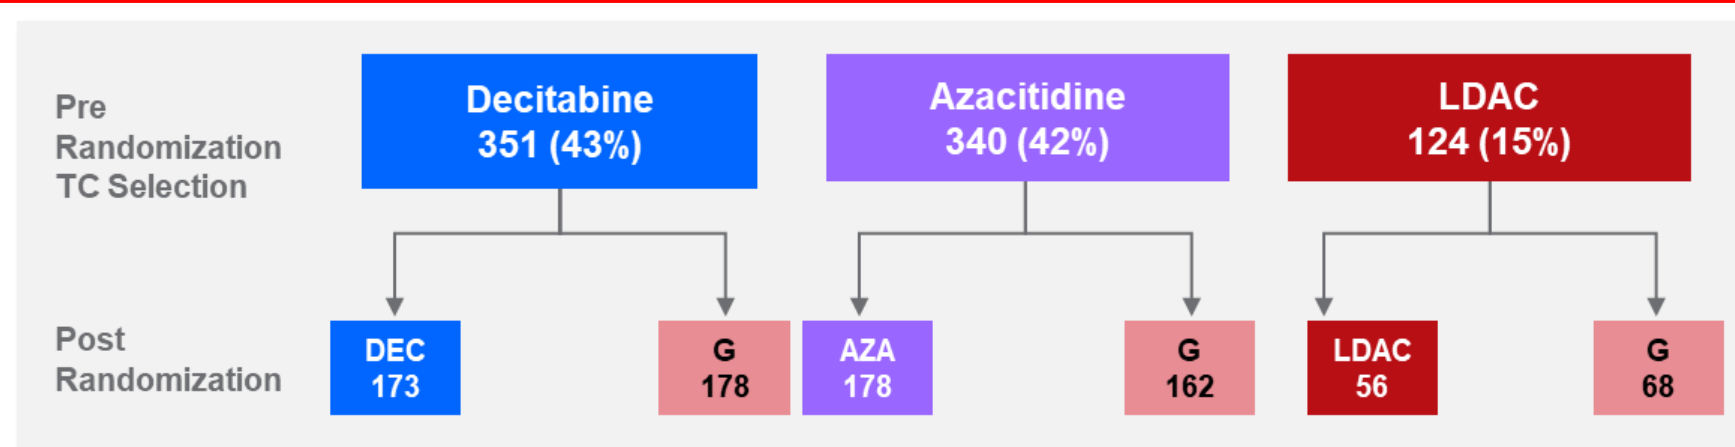 Pre
Randomization
TC Selection
Decitabine
351 (43%)
Azacitidine
340 (42%)
LDAC
124 (15%)
Post
Randomization
DEC
173
G
178
AZA
178
G
162
LDAC
56
G
68